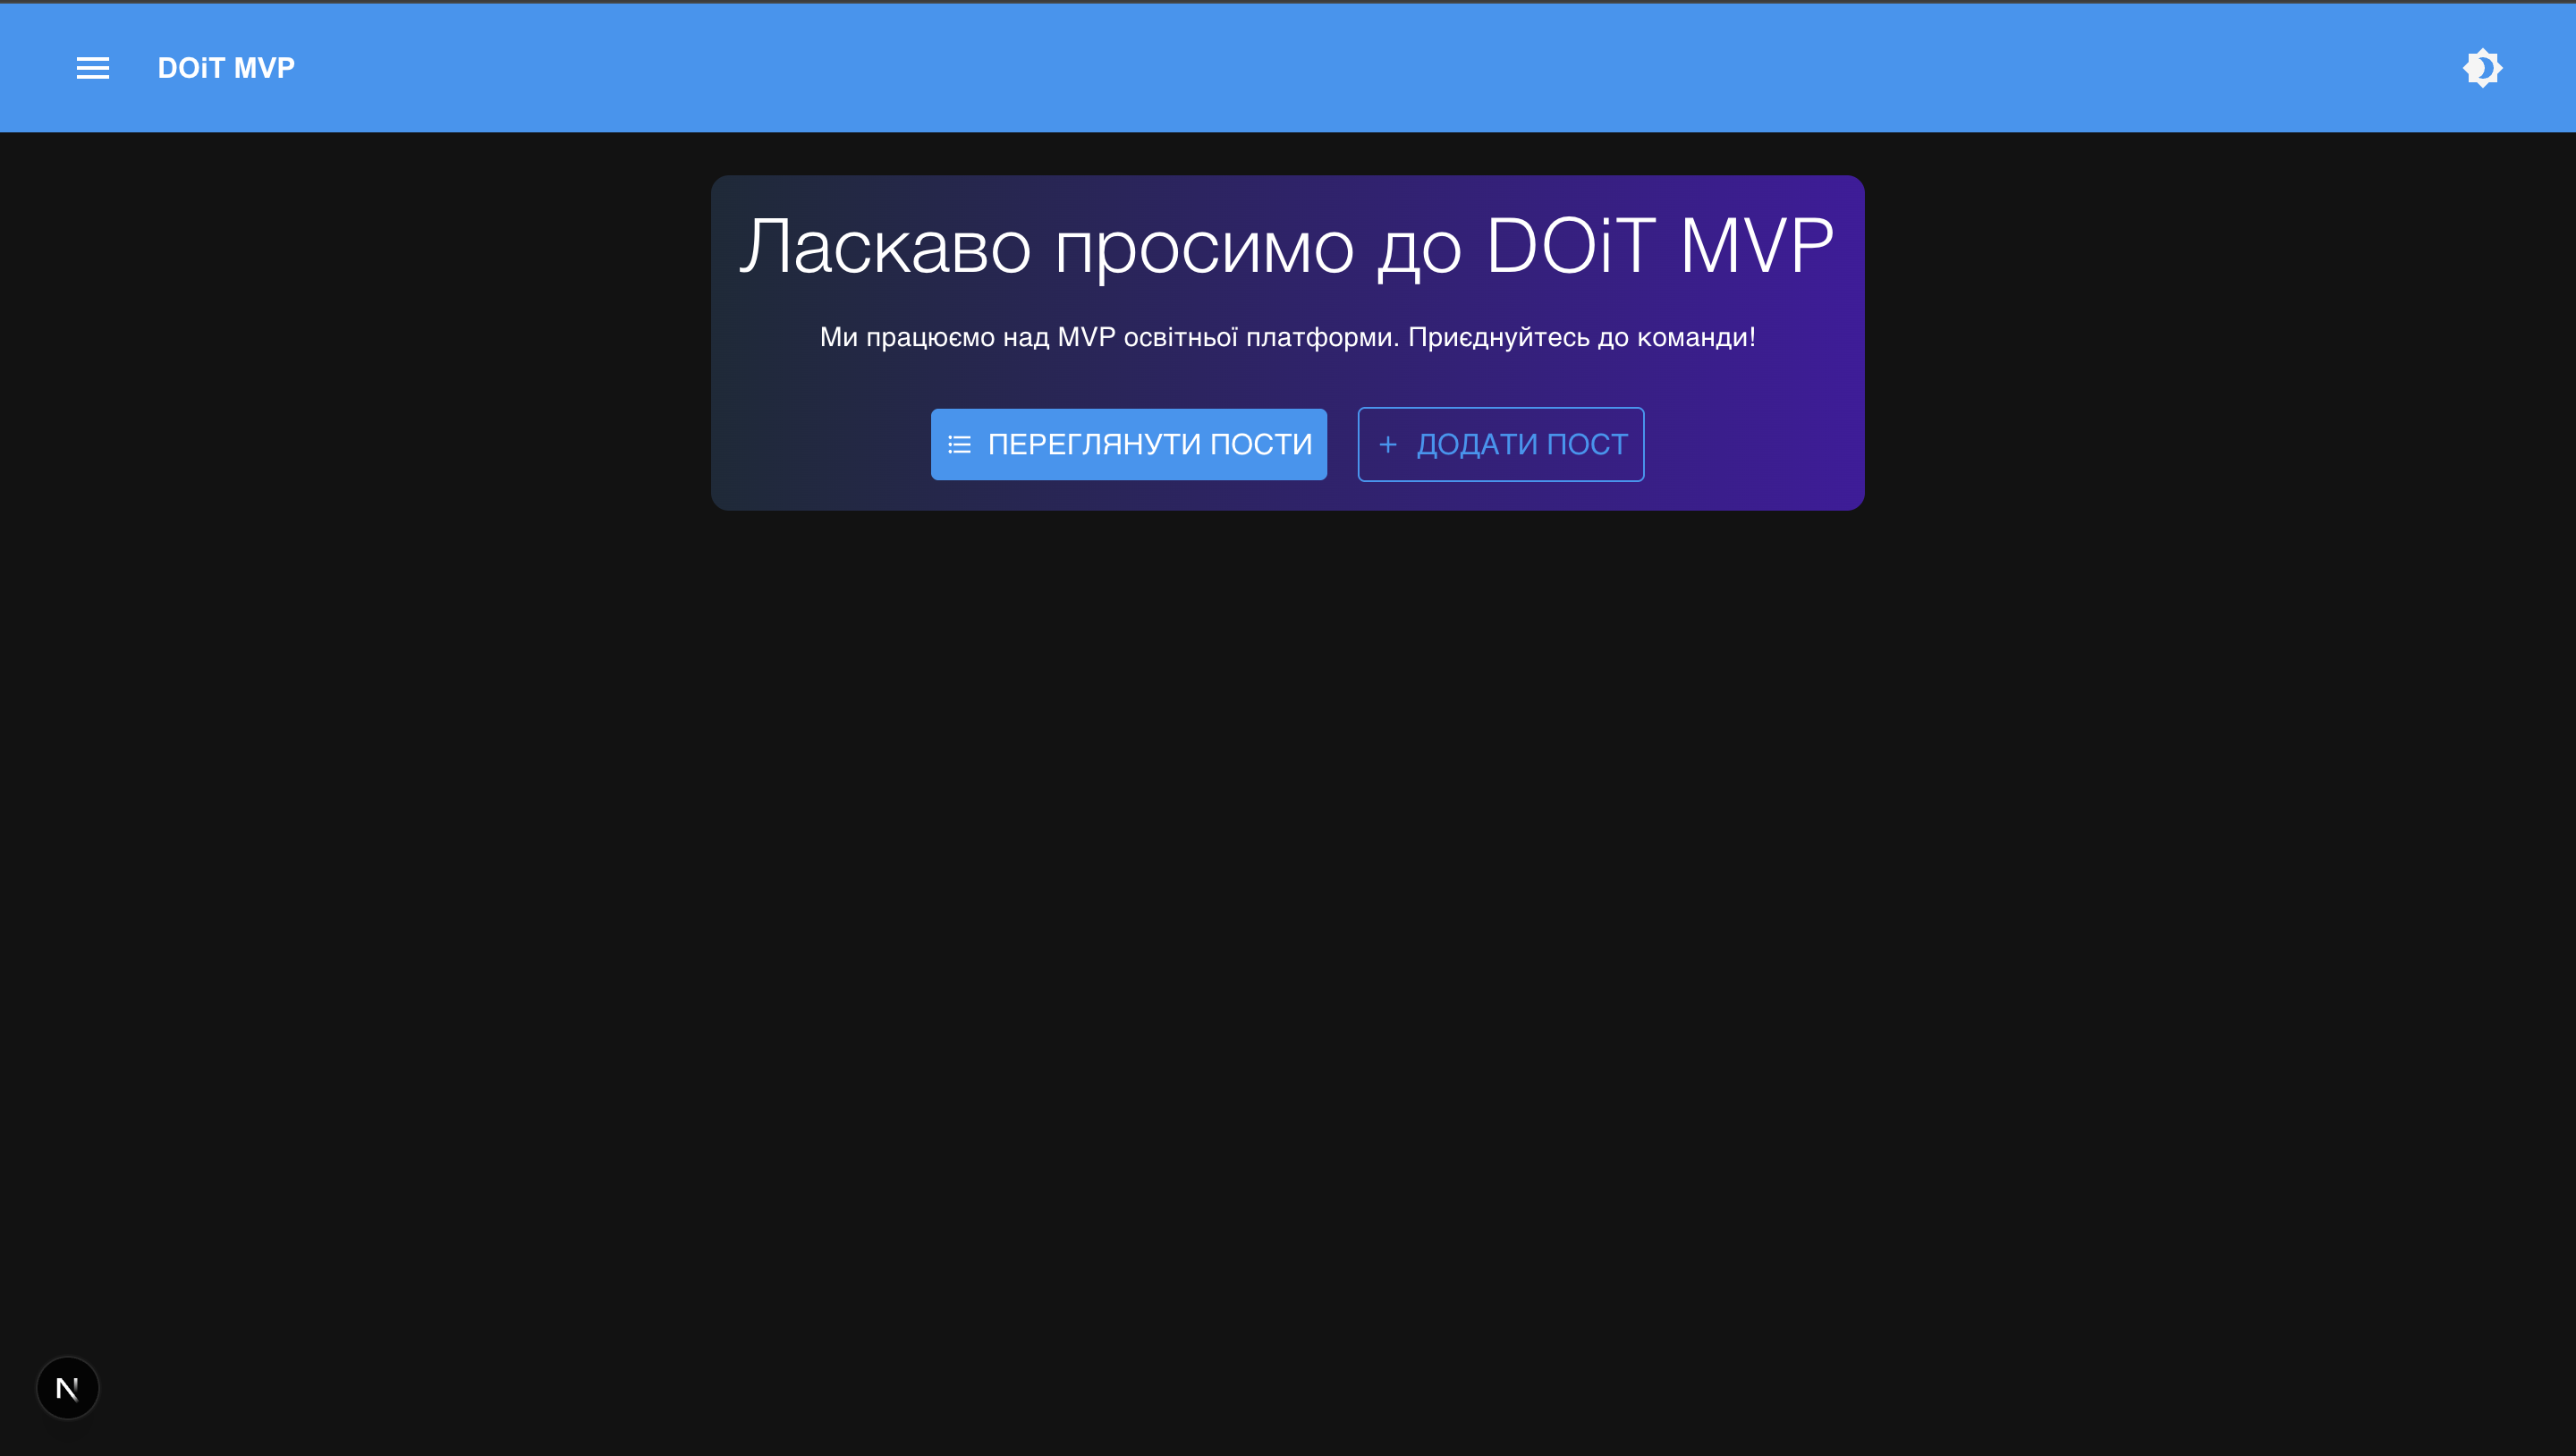 DOiT MVP
Ласкаво просимо до DOiT MVP
Ми працюємо над MVP освітньої платформи. Приєднуйтесь до команди!
ПЕРЕГЛЯНУТИ ПОСТИ
ДОДАТИ ПОСТ
N